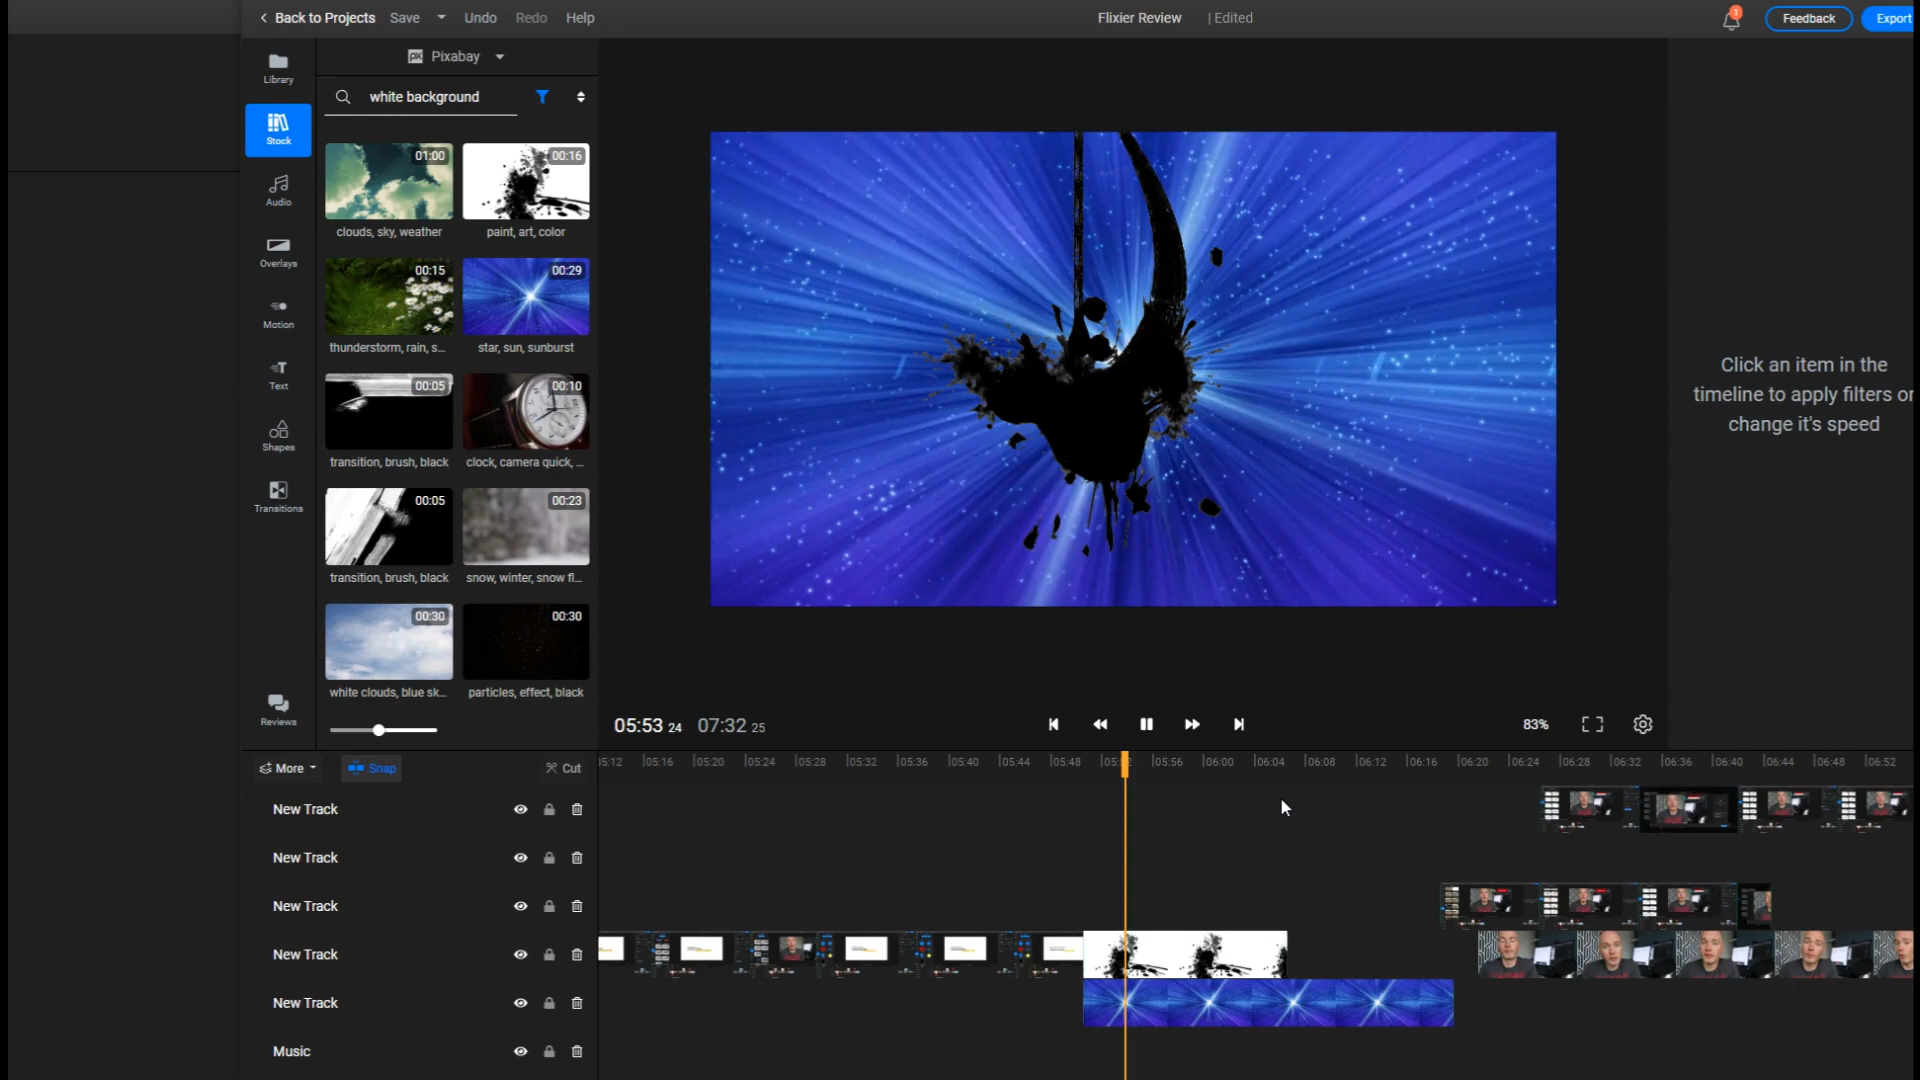 Back to Projects Save Undo Redo Help Flixier Review | Edited 1 Feedback Export
Library
Stock
Audio
Overlays
Motion
Text
Shapes
Transitions
Reviews
px Pixabay
white background
01:00 00:16
clouds, sky, weather paint, art, color
00:15 00:29
thunderstorm, rain, s... star, sun, sunburst
00:05 00:10
transition, brush, black clock, camera quick, ...
00:05 00:23
transition, brush, black snow, winter, snow fl...
00:30 00:30
white clouds, blue sk... particles, effect, black
Click an item in the
timeline to apply filters or
change it's speed
05:53 24 07:32 25 83%
More Snap Cut
05:16 05:20 05:24 05:28 05:32 05:36 05:40 05:44 05:48 05:56 06:00 06:04 06:08 06:12 06:16 06:20 06:24 06:28 06:32 06:36 06:40 06:44 06:48 06:52
New Track
New Track
New Track
New Track
New Track
Music